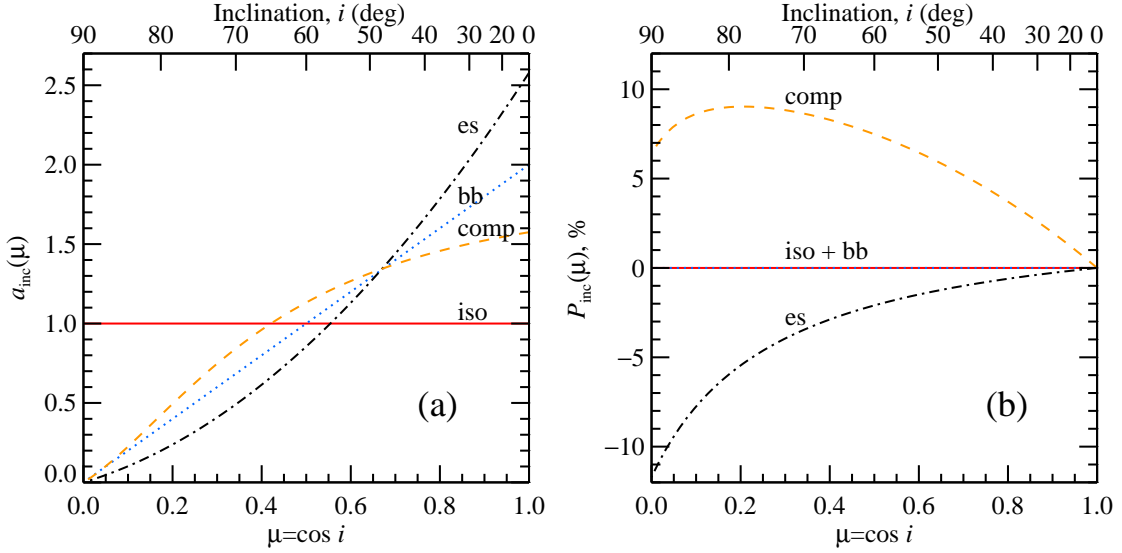 Inclination, i (deg)
90 80 70 60 50 40 30 20 0
2.5
2.0
1.5
1.0
0.5
0.0
a_inc(μ)
es
bb
comp
iso
(a)
0.0 0.2 0.4 0.6 0.8 1.0
μ=cos i
Inclination, i (deg)
90 80 70 60 50 40 30 20 0
10
5
0
−5
−10
P_inc(μ), %
comp
iso + bb
es
(b)
0.0 0.2 0.4 0.6 0.8 1.0
μ=cos i